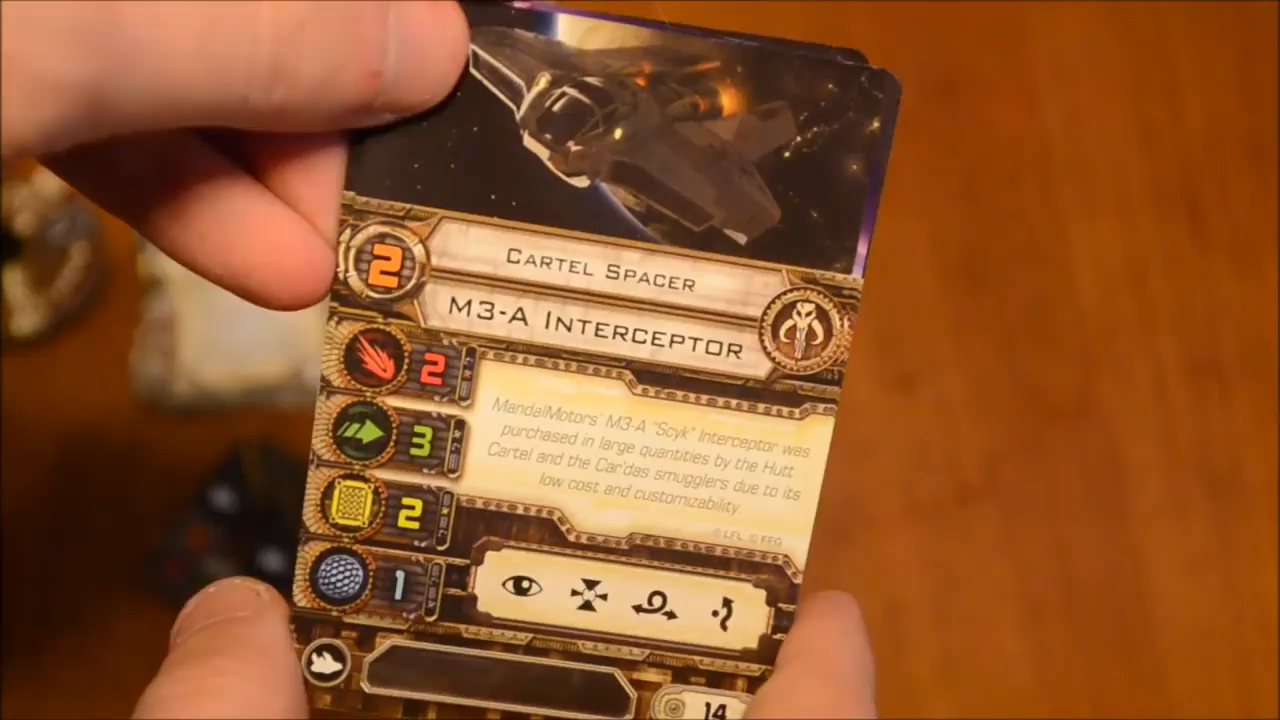 2
CARTEL SPACER
M3-A INTERCEPTOR
2
MandalMotors' M3-A "Scyk" Interceptor was
purchased in large quantities by the Hutt
3
Cartel and the Car'das smugglers due to its
low cost and customizability.
2
© LFL © FFG
1
14